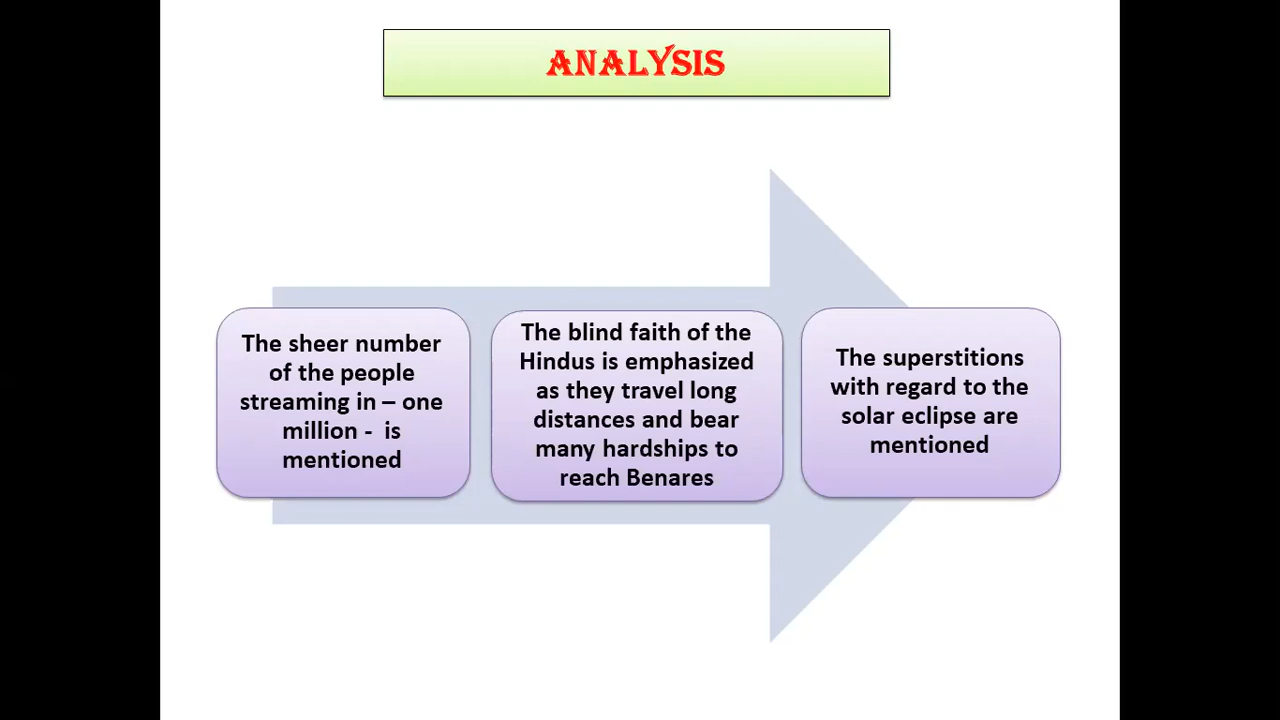 ANALYSIS
The sheer number
of the people
streaming in – one
million - is
mentioned
The blind faith of the
Hindus is emphasized
as they travel long
distances and bear
many hardships to
reach Benares
The superstitions
with regard to the
solar eclipse are
mentioned